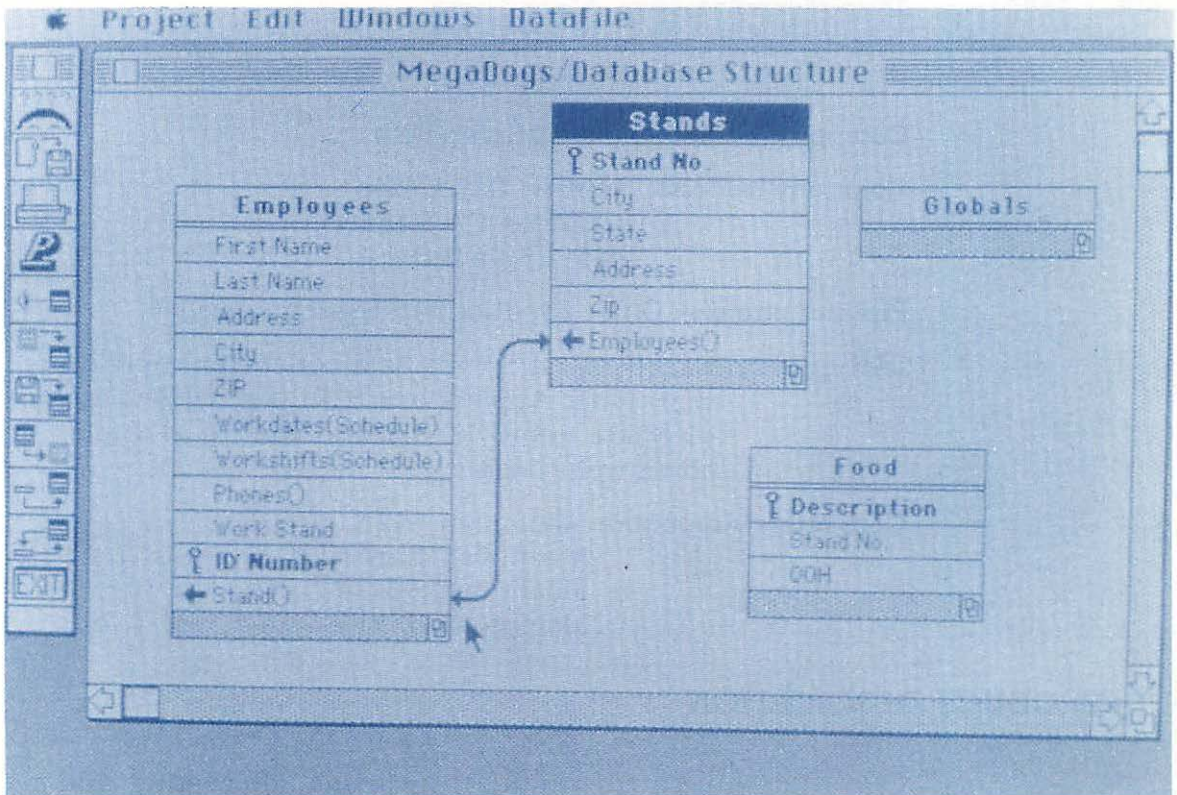 Project Edit Windows Datafile
MegaDogs/Database Structure
Employees
First Name
Last Name
Address
City
ZIP
Workdates(Schedule)
Workshifts(Schedule)
Phones()
Work Stand
ID Number
Stand()
Stands
Stand No.
City
State
Address
Zip
Employees()
Globals
Food
Description
Stand No.
QOH
EXIT